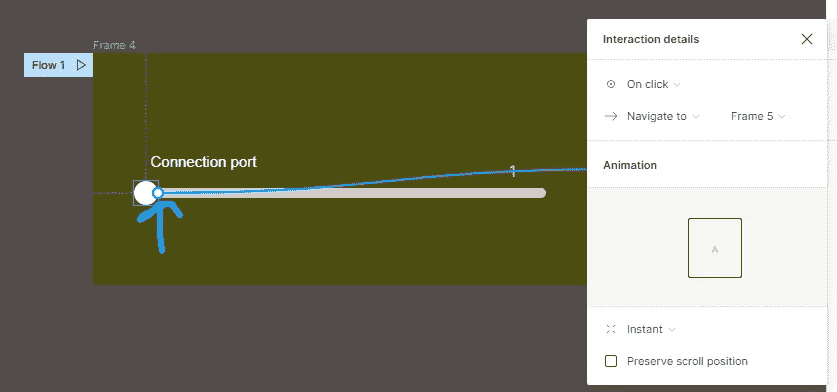 Frame 4
Flow 1
Connection port
1
Interaction details
On click
Navigate to Frame 5
Animation
A
Instant
Preserve scroll position